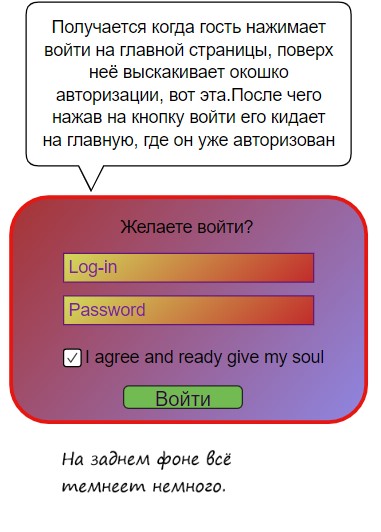 Получается когда гость нажимает
войти на главной страницы, поверх
неё выскакивает окошко
авторизации, вот эта.После чего
нажав на кнопку войти его кидает
на главную, где он уже авторизован
Желаете войти?
Log-in
Password
I agree and ready give my soul
Войти
На заднем фоне всё
темнеет немного.